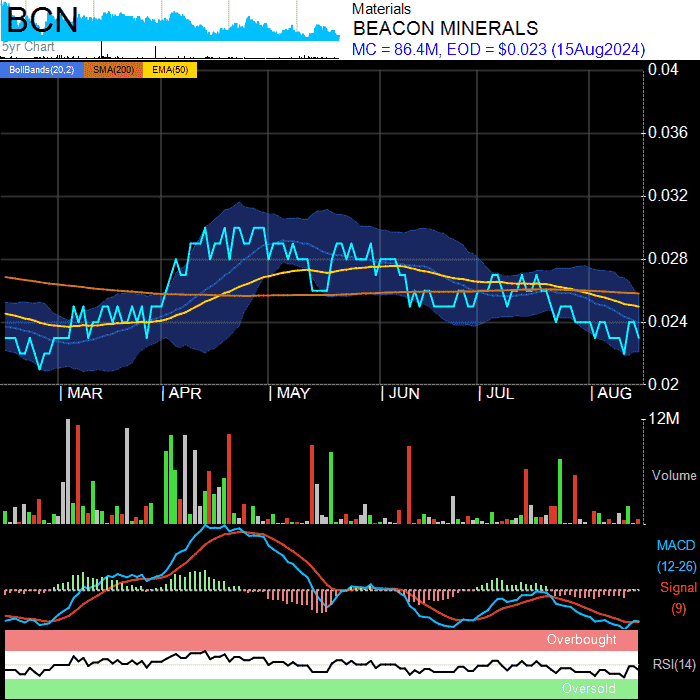 BCN
5yr Chart
Materials
BEACON MINERALS
MC = 86.4M, EOD = $0.023 (15Aug2024)
BollBands(20,2) SMA(200) EMA(50)
0.04
0.036
0.032
0.028
0.024
0.02
| MAR | APR | MAY | JUN | JUL | AUG
12M
Volume
MACD
(12-26)
Signal
(9)
Overbought
RSI(14)
Oversold